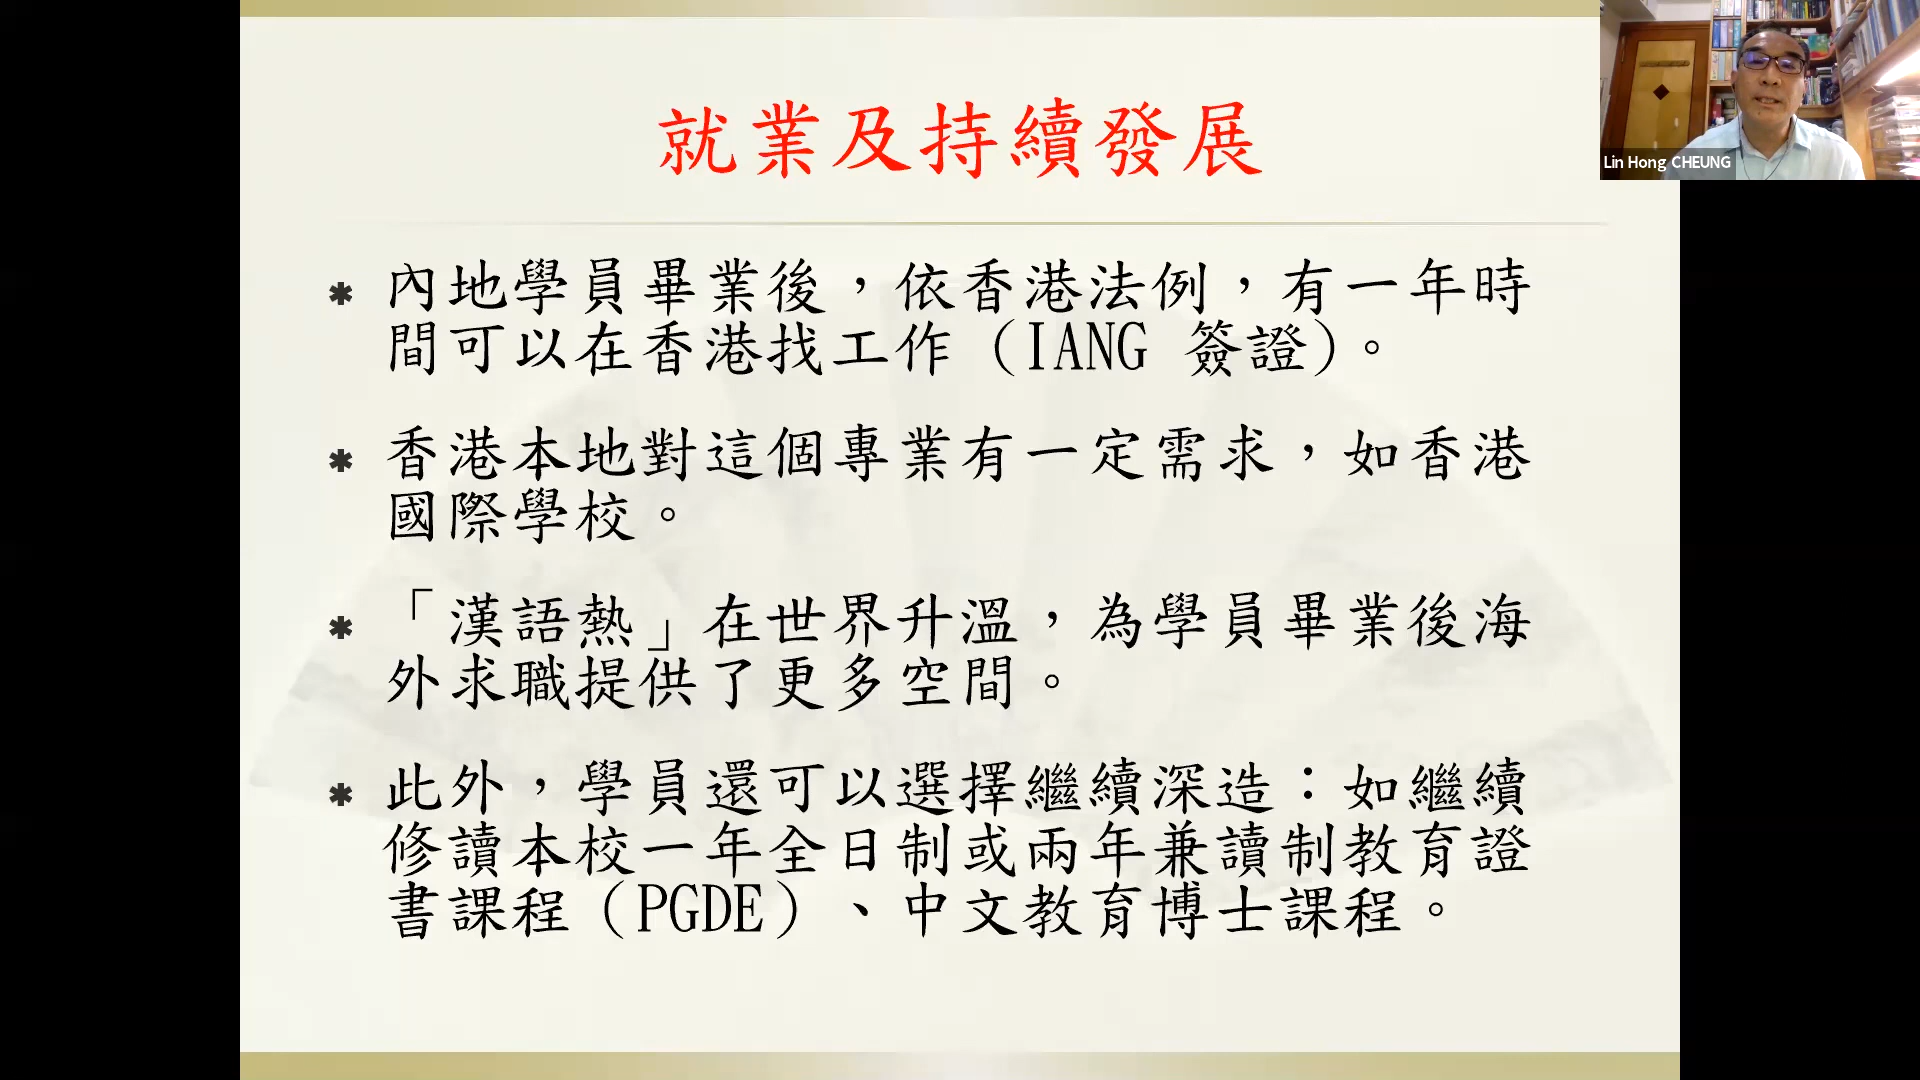 就業及持續發展
Lin Hong CHEUNG
* 內地學員畢業後，依香港法例，有一年時
間可以在香港找工作（IANG 簽證）。
* 香港本地對這個專業有一定需求，如香港
國際學校。
* 「漢語熱」在世界升溫，為學員畢業後海
外求職提供了更多空間。
* 此外，學員還可以選擇繼續深造：如繼續
修讀本校一年全日制或兩年兼讀制教育證
書課程（PGDE）、中文教育博士課程。